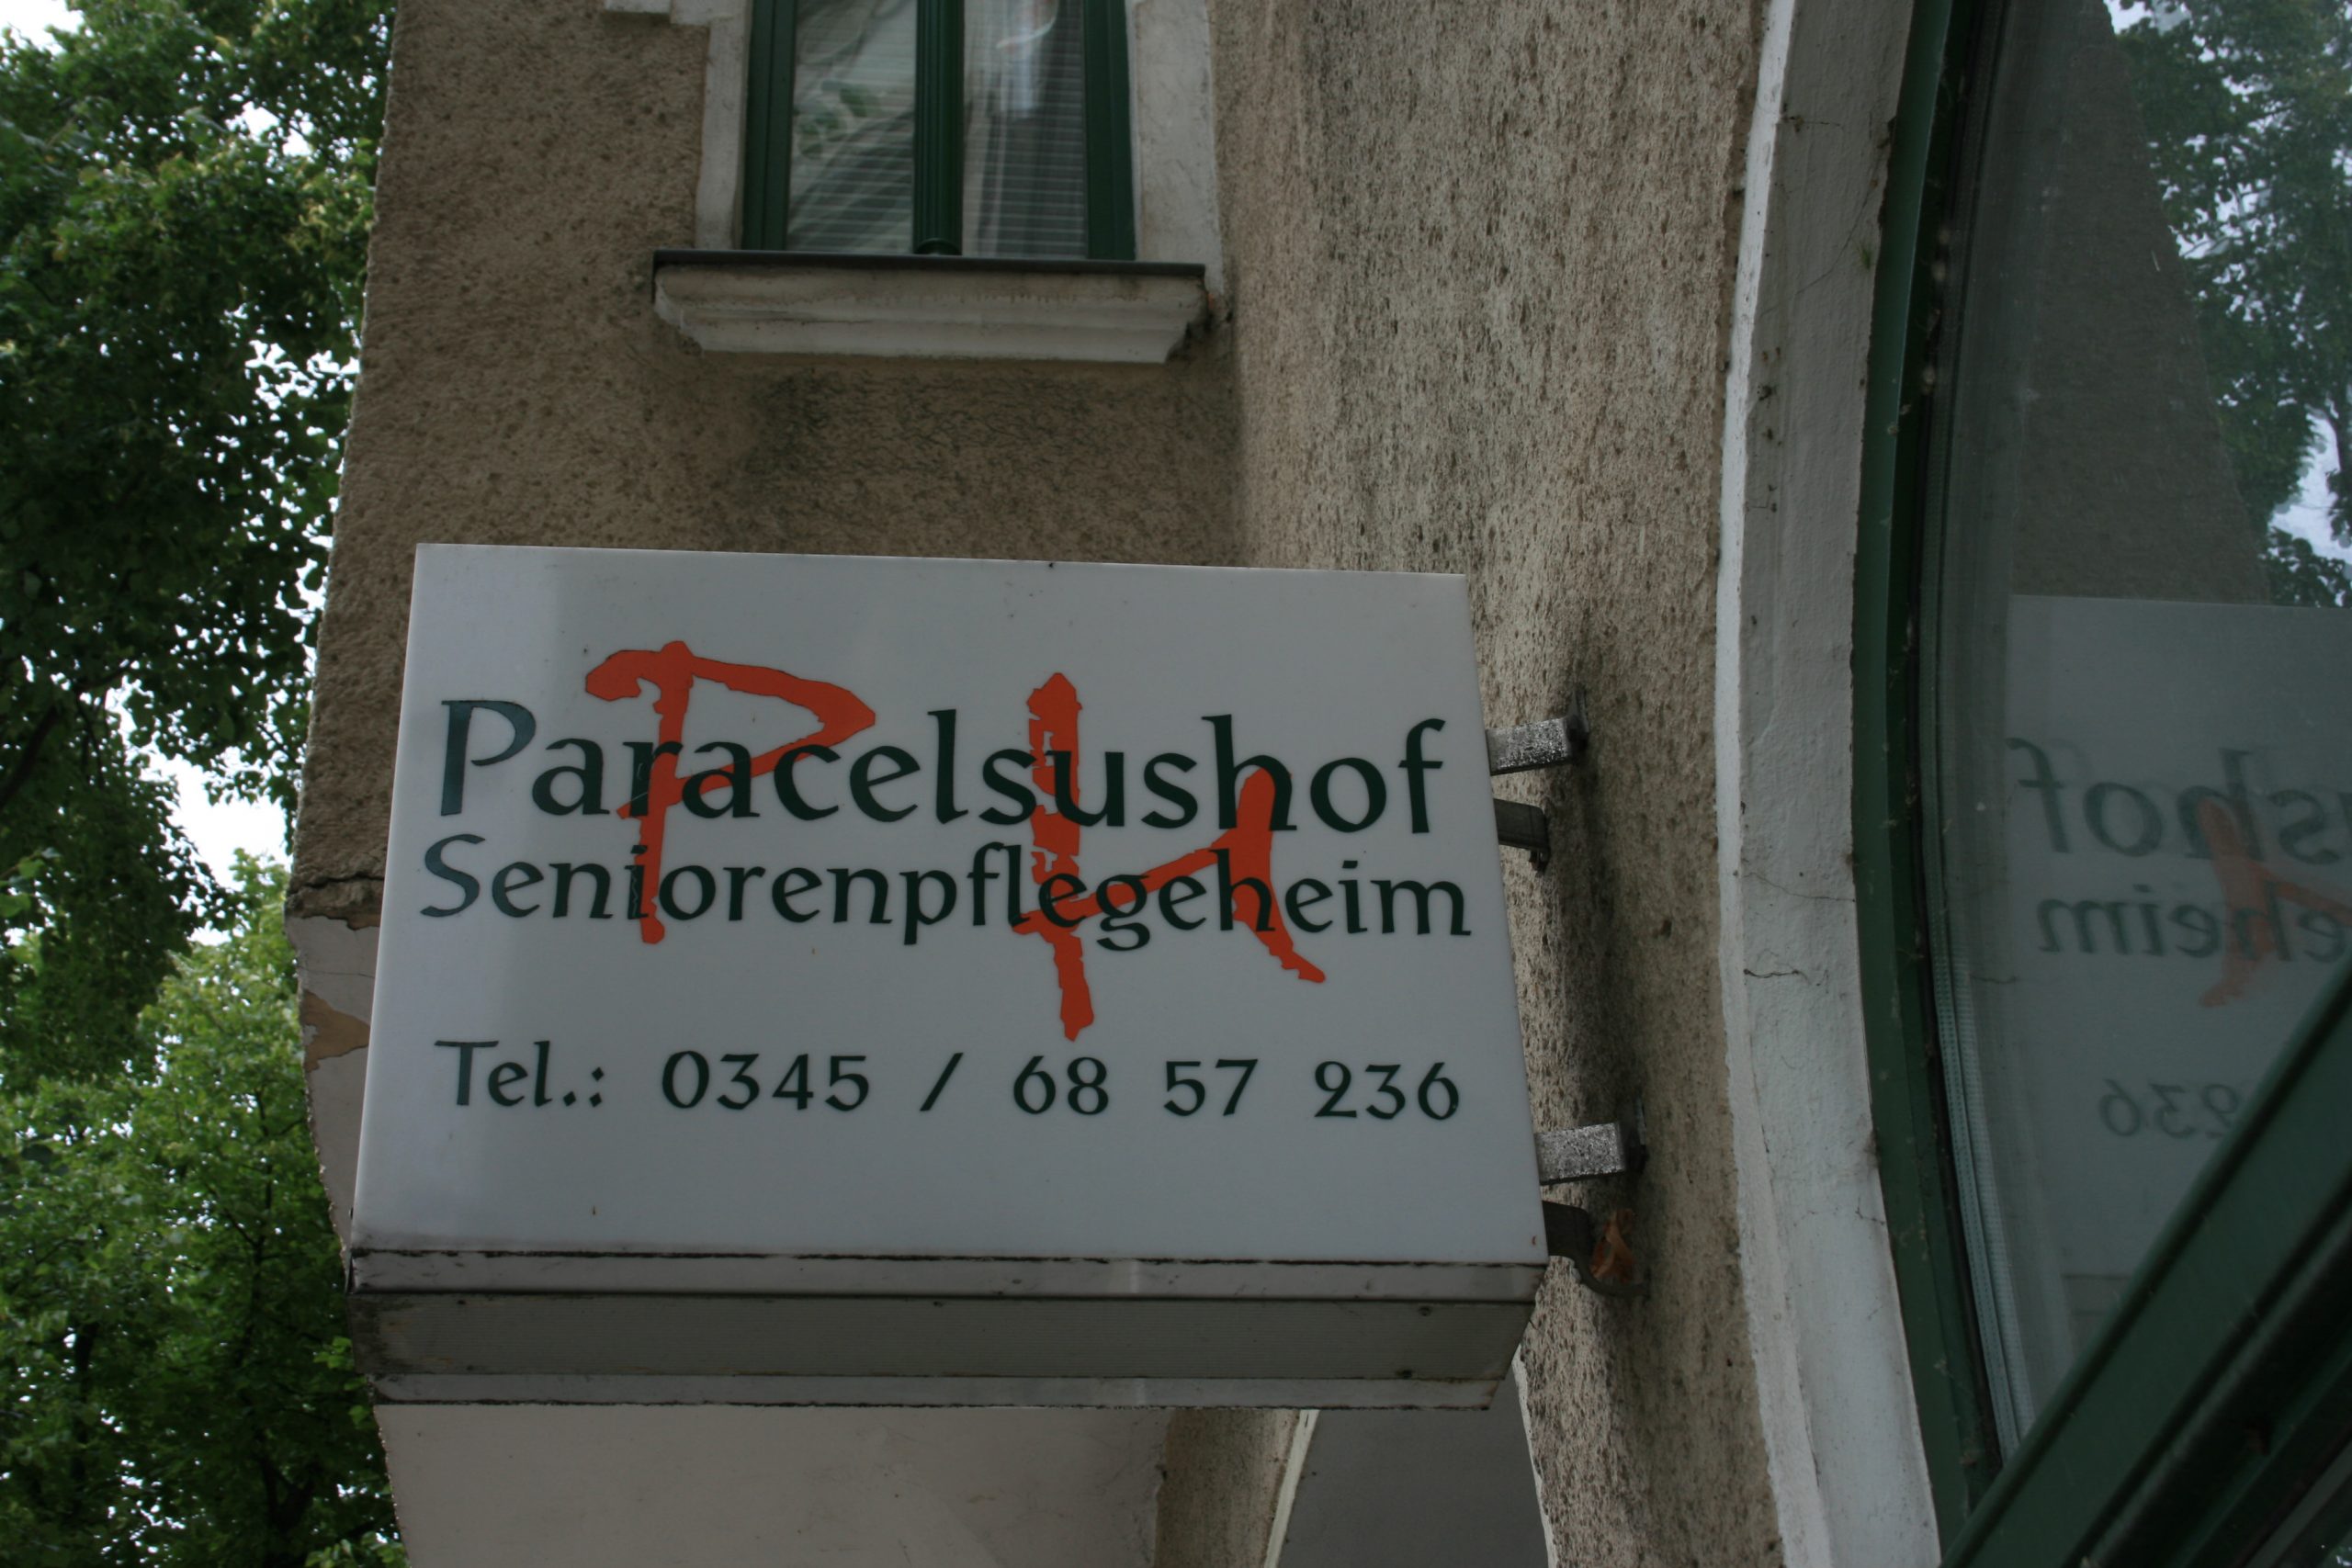 PH
Paracelsushof
Seniorenpflegeheim
Tel.: 0345 / 68 57 236